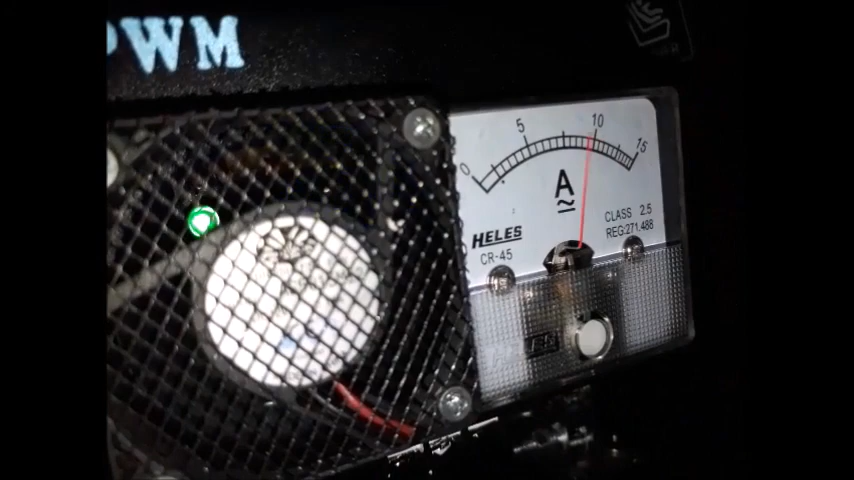 PWM
0 5 10 15
A
CLASS 2.5
REG:271.488
HELES
CR-45